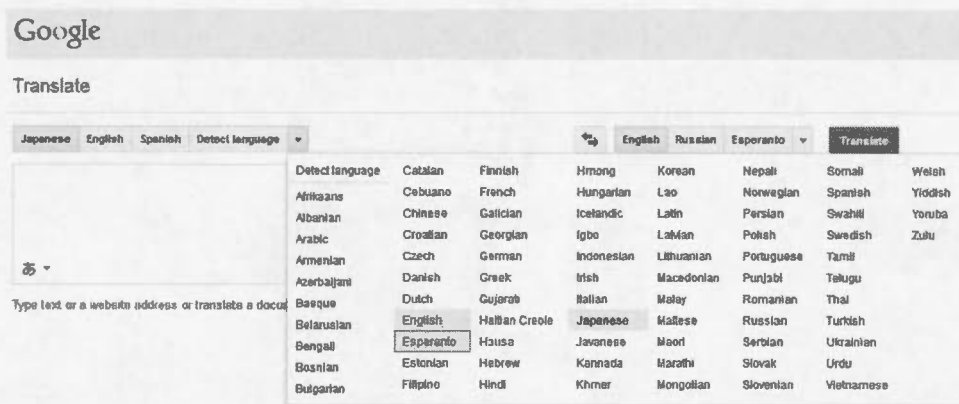 Google
Translate
Japanese English Spanish Detect language
English Russian Esperanto Translate
Detect language Catalan Finnish Hmong Korean Nepali Somali Welsh
Afrikaans Cebuano French Hungarian Lao Norwegian Spanish Yiddish
Albanian Chinese Galician Icelandic Latin Persian Swahili Yoruba
Arabic Croatian Georgian Igbo Latvian Polish Swedish Zulu
Armenian Czech German Indonesian Lithuanian Portuguese Tamil
Azerbaijani Danish Greek Irish Macedonian Punjabi Telugu
Basque Dutch Gujarati Italian Malay Romanian Thai
Belarusian English Haitian Creole Japanese Maltese Russian Turkish
Bengali Esperanto Hausa Javanese Maori Serbian Ukrainian
Bosnian Estonian Hebrew Kannada Marathi Slovak Urdu
Bulgarian Filipino Hindi Khmer Mongolian Slovenian Vietnamese
あ
Type text or a website address or translate a docu